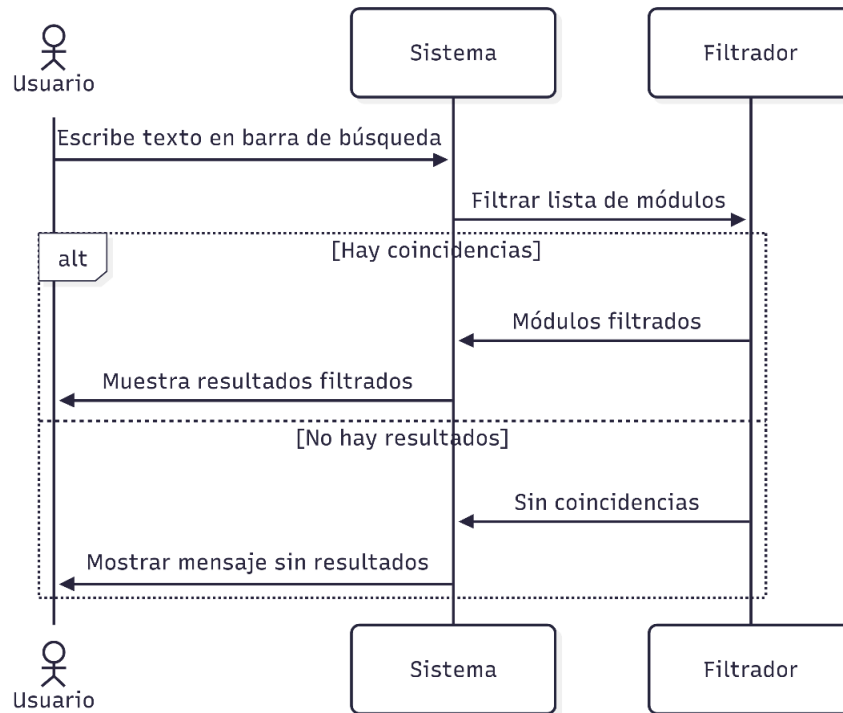 Usuario
Sistema
Filtrador
Escribe texto en barra de búsqueda
Filtrar lista de módulos
alt
[Hay coincidencias]
Módulos filtrados
Muestra resultados filtrados
[No hay resultados]
Sin coincidencias
Mostrar mensaje sin resultados
Usuario
Sistema
Filtrador